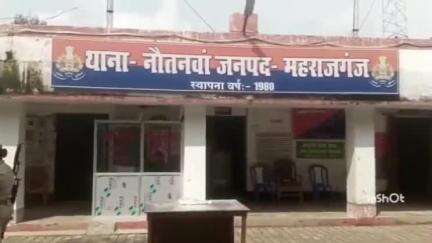 थाना- नौतनवां जनपद- महराजगंज
स्थापना वर्ष:- 1980